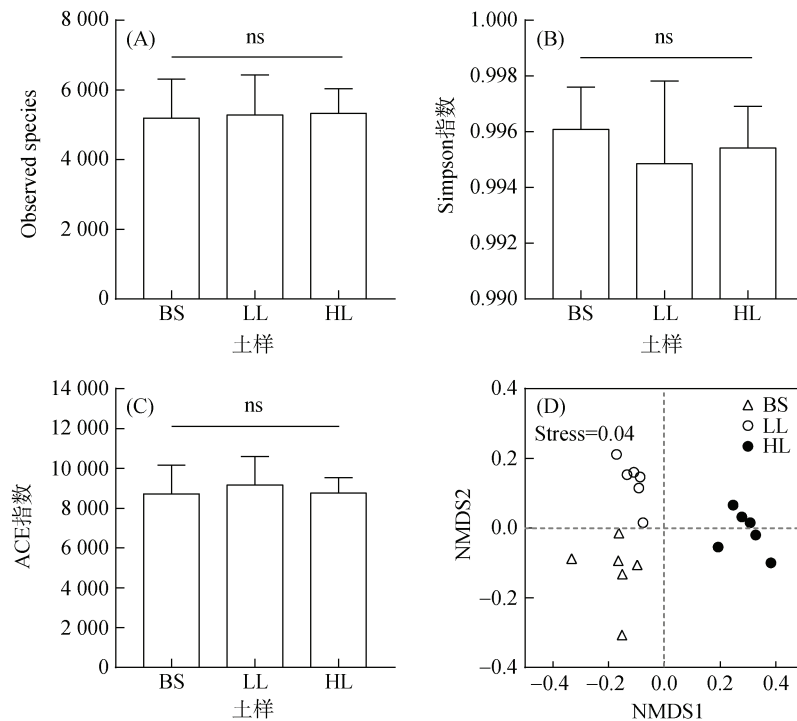 (A)
ns
8 000
6 000
4 000
2 000
0
Observed species
BS LL HL
土样
(B)
ns
1.000
0.998
0.996
0.994
0.992
0.990
Simpson指数
BS LL HL
土样
(C)
ns
14 000
12 000
10 000
8 000
6 000
4 000
2 000
0
ACE指数
BS LL HL
土样
(D)
Stress=0.04
BS
LL
HL
0.4
0.2
0.0
−0.2
−0.4
NMDS2
−0.4 −0.2 0.0 0.2 0.4
NMDS1